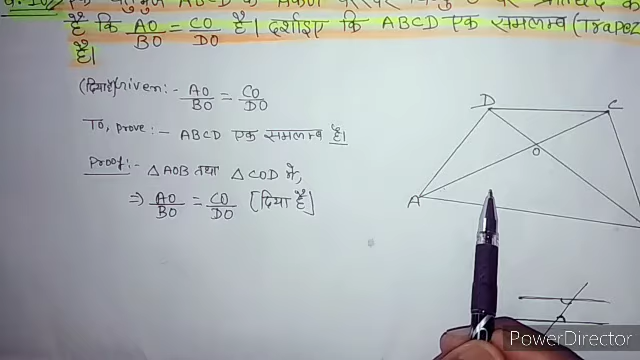 ABCD
है कि AO/BO = CO/DO है। दर्शाइए कि ABCD एक समलम्ब (Trapez
है।
(दिया है) Given:- AO/BO = CO/DO
To, prove:- ABCD एक समलम्ब है।
Proof:- △AOB तथा △COD में,
⇒ AO/BO = CO/DO [दिया है]
D
C
O
A
PowerDirector